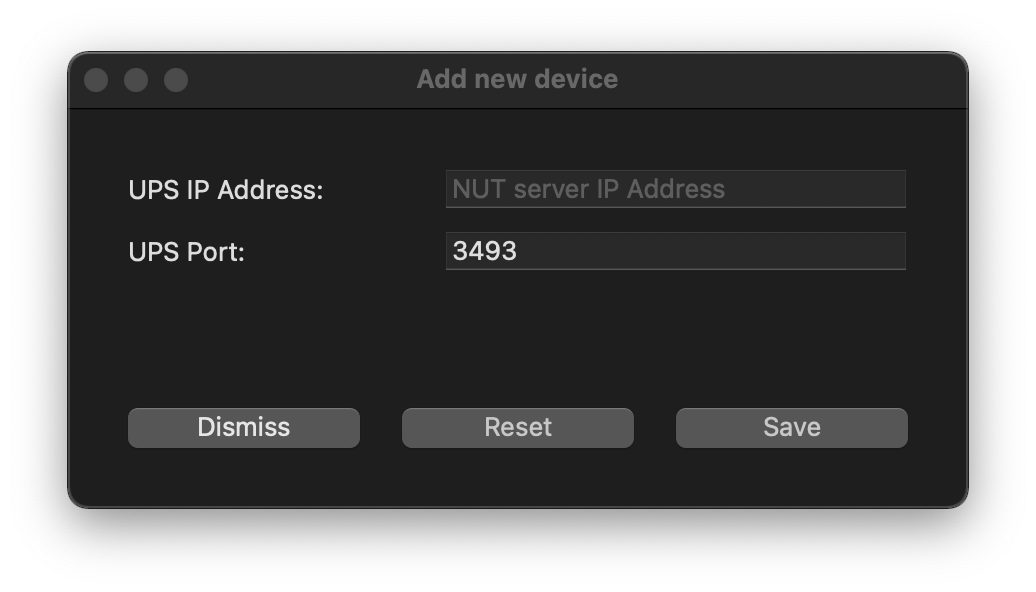 Add new device
UPS IP Address:
NUT server IP Address
UPS Port:
3493
Dismiss
Reset
Save